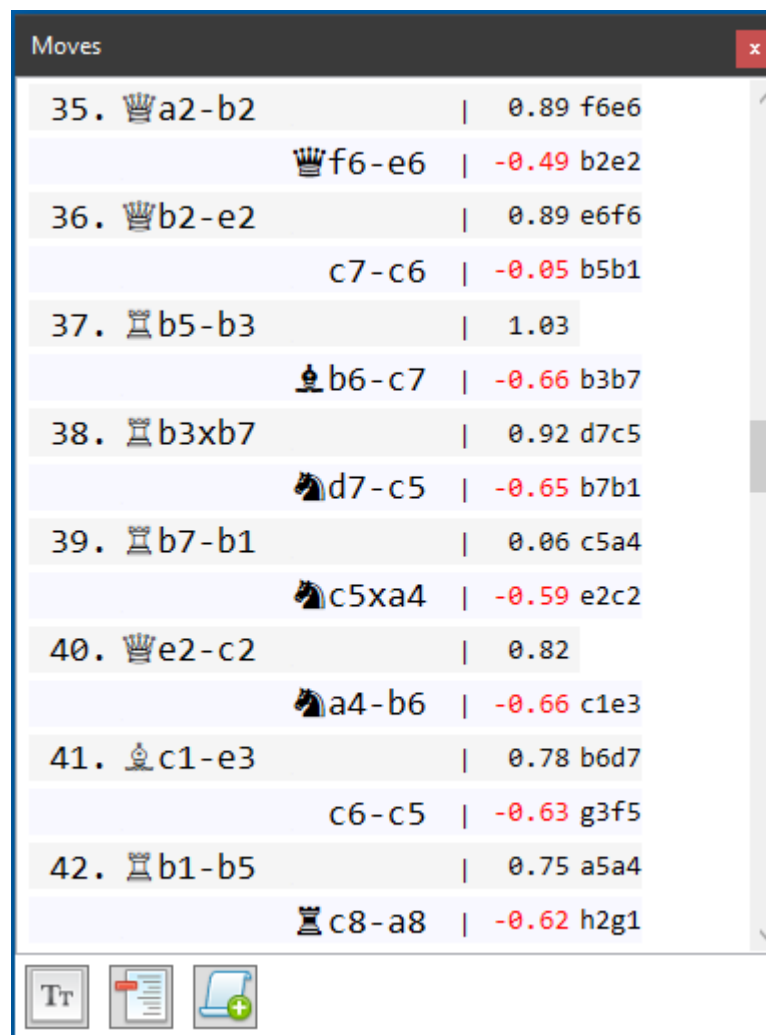 Moves x
35. ♕a2-b2 | 0.89 f6e6
♛f6-e6 | -0.49 b2e2
36. ♕b2-e2 | 0.89 e6f6
c7-c6 | -0.05 b5b1
37. ♖b5-b3 | 1.03
♝b6-c7 | -0.66 b3b7
38. ♖b3xb7 | 0.92 d7c5
♞d7-c5 | -0.65 b7b1
39. ♖b7-b1 | 0.06 c5a4
♞c5xa4 | -0.59 e2c2
40. ♕e2-c2 | 0.82
♞a4-b6 | -0.66 c1e3
41. ♗c1-e3 | 0.78 b6d7
c6-c5 | -0.63 g3f5
42. ♖b1-b5 | 0.75 a5a4
♜c8-a8 | -0.62 h2g1
TT